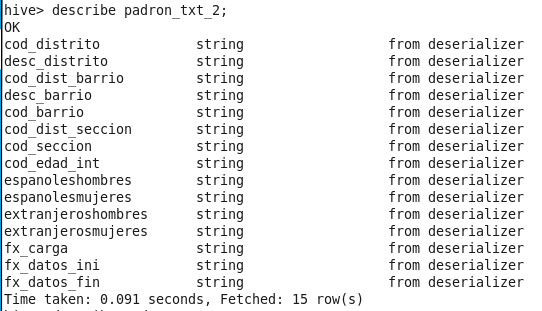 hive> describe padron_txt_2;
OK
cod_distrito string from deserializer
desc_distrito string from deserializer
cod_dist_barrio string from deserializer
desc_barrio string from deserializer
cod_barrio string from deserializer
cod_dist_seccion string from deserializer
cod_seccion string from deserializer
cod_edad_int string from deserializer
espanoleshombres string from deserializer
espanolesmujeres string from deserializer
extranjeroshombres string from deserializer
extranjerosmujeres string from deserializer
fx_carga string from deserializer
fx_datos_ini string from deserializer
fx_datos_fin string from deserializer
Time taken: 0.091 seconds, Fetched: 15 row(s)